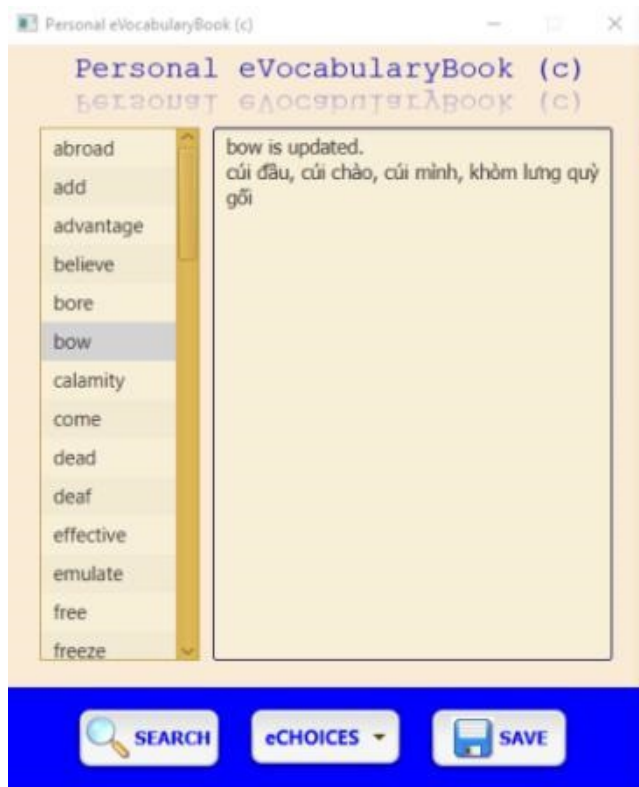 Personal eVocabularyBook (c)
Personal eVocabularyBook (c)
abroad
add
advantage
believe
bore
bow
calamity
come
dead
deaf
effective
emulate
free
freeze
bow is updated.
cúi đầu, cúi chào, cúi mình, khòm lưng quỳ
gối
SEARCH
eCHOICES
SAVE